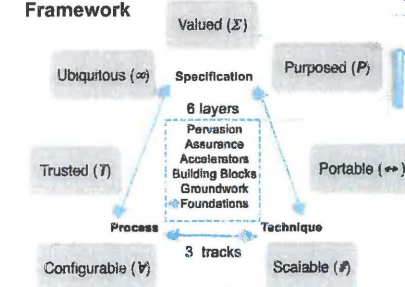 Framework
Valued (Σ)
Ubiquitous (∞)
Specification
Purposed (P)
6 layers
Pervasion
Assurance
Accelerators
Building Blocks
Groundwork
Foundations
Trusted (T)
Portable (↔)
Process
Technique
3 tracks
Configurable (∀)
Scalable (#)